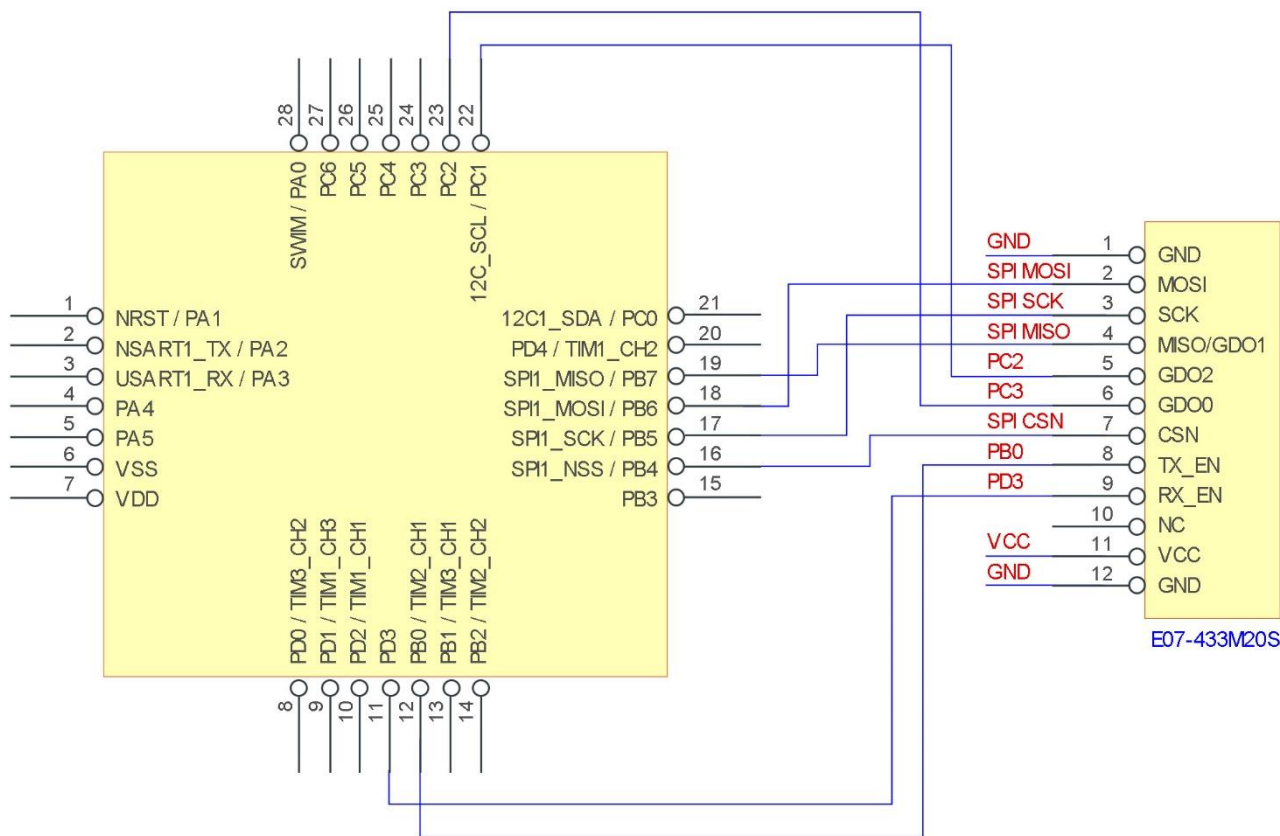 28
27
26
25
24
23
22
SWIM / PA0
PC6
PC5
PC4
PC3
PC2
12C_SCL / PC1
1 NRST / PA1
2 NSART1_TX / PA2
3 USART1_RX / PA3
4 PA4
5 PA5
6 VSS
7 VDD
12C1_SDA / PC0 21
PD4 / TIM1_CH2 20
SPI1_MISO / PB7 19
SPI1_MOSI / PB6 18
SPI1_SCK / PB5 17
SPI1_NSS / PB4 16
PB3 15
PD0 / TIM3_CH2
PD1 / TIM1_CH3
PD2 / TIM1_CH1
PD3
PB0 / TIM2_CH1
PB1 / TIM3_CH1
PB2 / TIM2_CH2
8
9
10
11
12
13
14
GND 1 GND
SPI MOSI 2 MOSI
SPI SCK 3 SCK
SPI MISO 4 MISO/GDO1
PC2 5 GDO2
PC3 6 GDO0
SPI CSN 7 CSN
PB0 8 TX_EN
PD3 9 RX_EN
10 NC
VCC 11 VCC
GND 12 GND
E07-433M20S